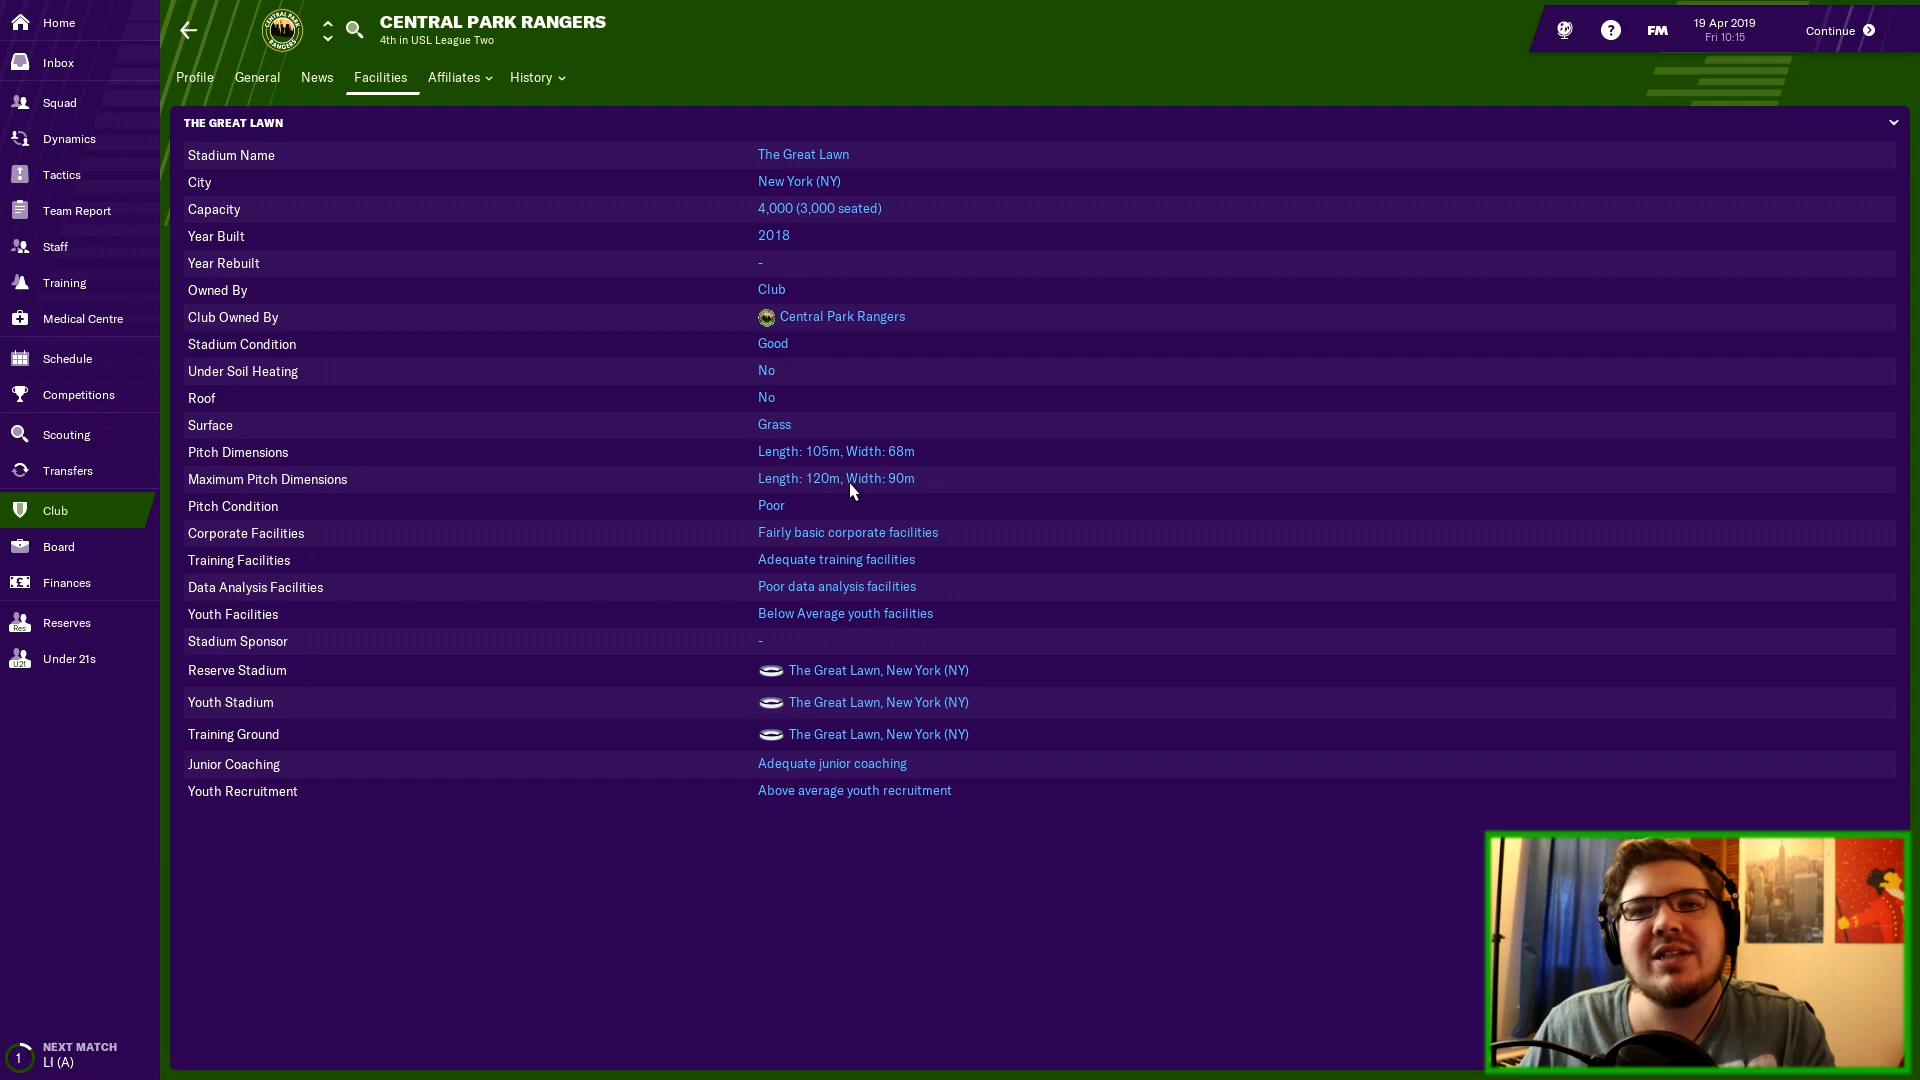 Home
Inbox
Squad
Dynamics
Tactics
Team Report
Staff
Training
Medical Centre
Schedule
Competitions
Scouting
Transfers
Club
Board
Finances
Res
Reserves
U21
Under 21s
1
NEXT MATCH
LI (A)
CENTRAL PARK RANGERS
CENTRAL PARK RANGERS
4th in USL League Two
?
FM
19 Apr 2019
Fri 10:15
Continue
Profile General News Facilities Affiliates History
THE GREAT LAWN
Stadium Name The Great Lawn
City New York (NY)
Capacity 4,000 (3,000 seated)
Year Built 2018
Year Rebuilt -
Owned By Club
Club Owned By Central Park Rangers
Stadium Condition Good
Under Soil Heating No
Roof No
Surface Grass
Pitch Dimensions Length: 105m, Width: 68m
Maximum Pitch Dimensions Length: 120m, Width: 90m
Pitch Condition Poor
Corporate Facilities Fairly basic corporate facilities
Training Facilities Adequate training facilities
Data Analysis Facilities Poor data analysis facilities
Youth Facilities Below Average youth facilities
Stadium Sponsor -
Reserve Stadium The Great Lawn, New York (NY)
Youth Stadium The Great Lawn, New York (NY)
Training Ground The Great Lawn, New York (NY)
Junior Coaching Adequate junior coaching
Youth Recruitment Above average youth recruitment